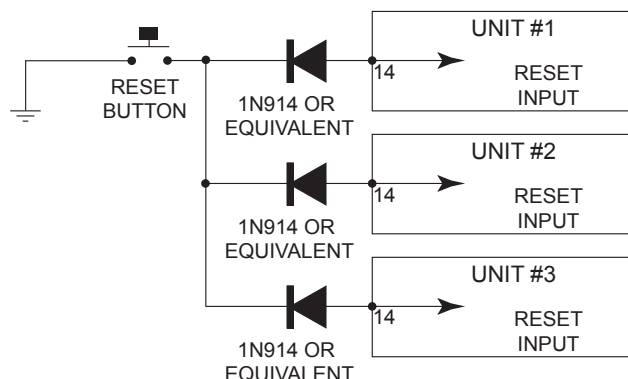 UNIT #1
14
RESET
INPUT
RESET
BUTTON
1N914 OR
EQUIVALENT
UNIT #2
14
RESET
INPUT
1N914 OR
EQUIVALENT
UNIT #3
14
RESET
INPUT
1N914 OR
EQUIVALENT